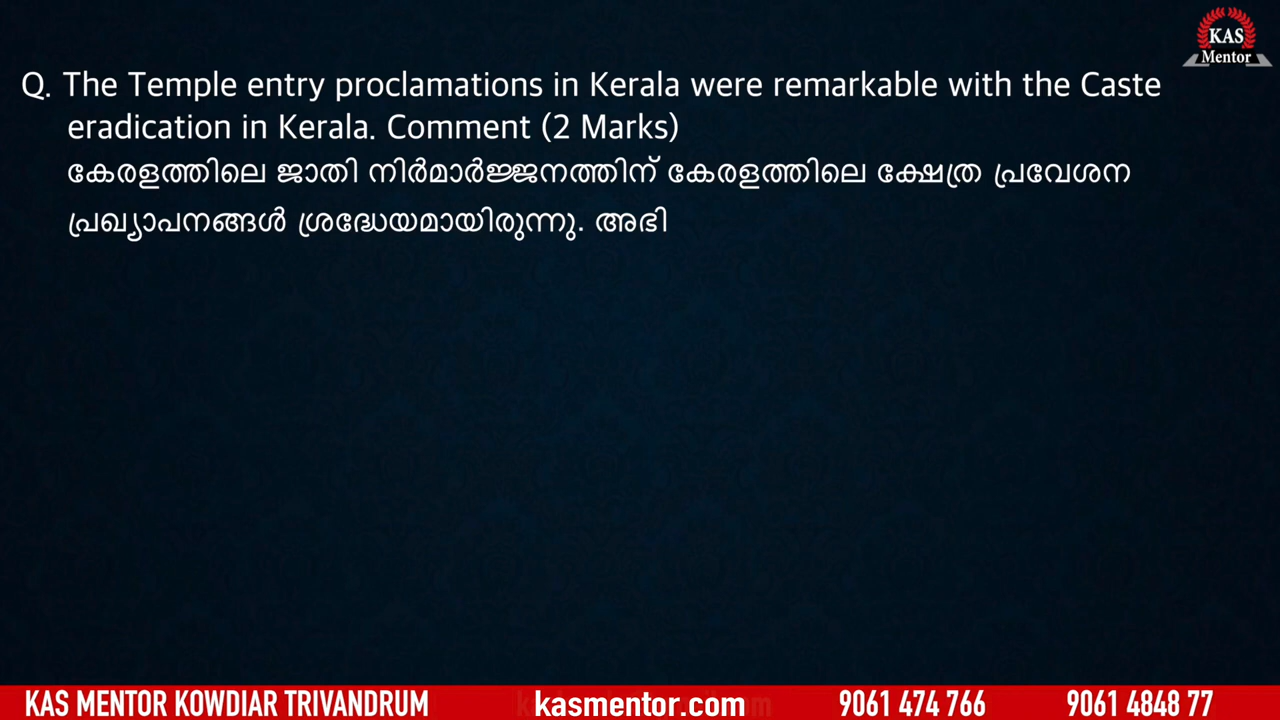 KAS
Mentor
Q. The Temple entry proclamations in Kerala were remarkable with the Caste
eradication in Kerala. Comment (2 Marks)
കേരളത്തിലെ ജാതി നിർമാർജ്ജനത്തിന് കേരളത്തിലെ ക്ഷേത്ര പ്രവേശന
പ്രഖ്യാപനങ്ങൾ ശ്രദ്ധേയമായിരുന്നു. അഭി
KAS MENTOR KOWDIAR TRIVANDRUM kasmentor.com 9061 474 766 9061 4848 77